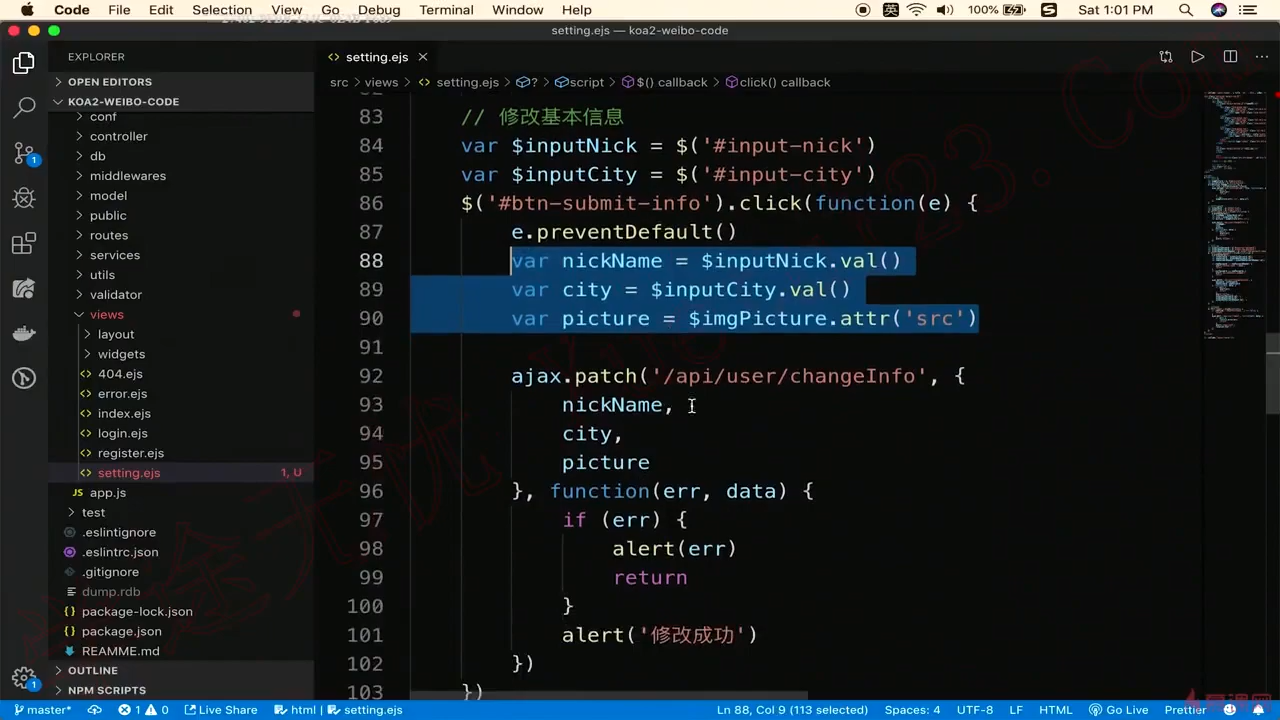 Code File Edit Selection View Go Debug Terminal Window Help 英 100% Sat 1:01 PM
setting.ejs — koa2-weibo-code
EXPLORER
OPEN EDITORS
KOA2-WEIBO-CODE
conf
controller
db
middlewares
model
public
routes
services
utils
validator
views
layout
widgets
404.ejs
error.ejs
index.ejs
login.ejs
register.ejs
setting.ejs 1, U
JS app.js
test
.eslintignore
.eslintrc.json
.gitignore
dump.rdb
{} package-lock.json
{} package.json
REAMME.md
OUTLINE
NPM SCRIPTS
1
1
setting.ejs
src > views > setting.ejs > ? > script > $() callback > click() callback
83 // 修改基本信息
84 var $inputNick = $('#input-nick')
85 var $inputCity = $('#input-city')
86 $('#btn-submit-info').click(function(e) {
87 e.preventDefault()
88 var nickName = $inputNick.val()
89 var city = $inputCity.val()
90 var picture = $imgPicture.attr('src')
91
92 ajax.patch('/api/user/changeInfo', {
93 nickName,
94 city,
95 picture
96 }, function(err, data) {
97 if (err) {
98 alert(err)
99 return
100 }
101 alert('修改成功')
102 })
103 })
master* 1 0 Live Share html | setting.ejs Ln 88, Col 9 (113 selected) Spaces: 4 UTF-8 LF HTML Go Live Prettier